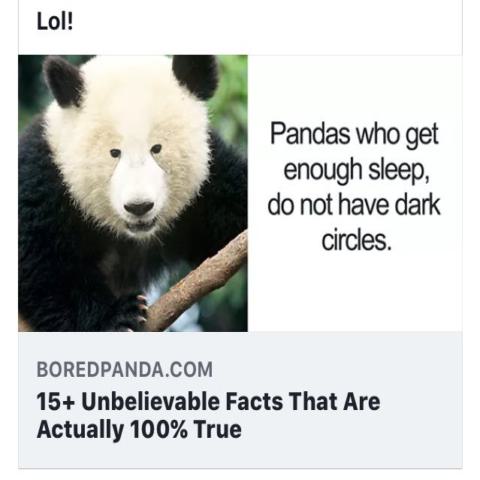 Lol!
Pandas who get
enough sleep,
do not have dark
circles.
BOREDPANDA.COM
15+ Unbelievable Facts That Are
Actually 100% True